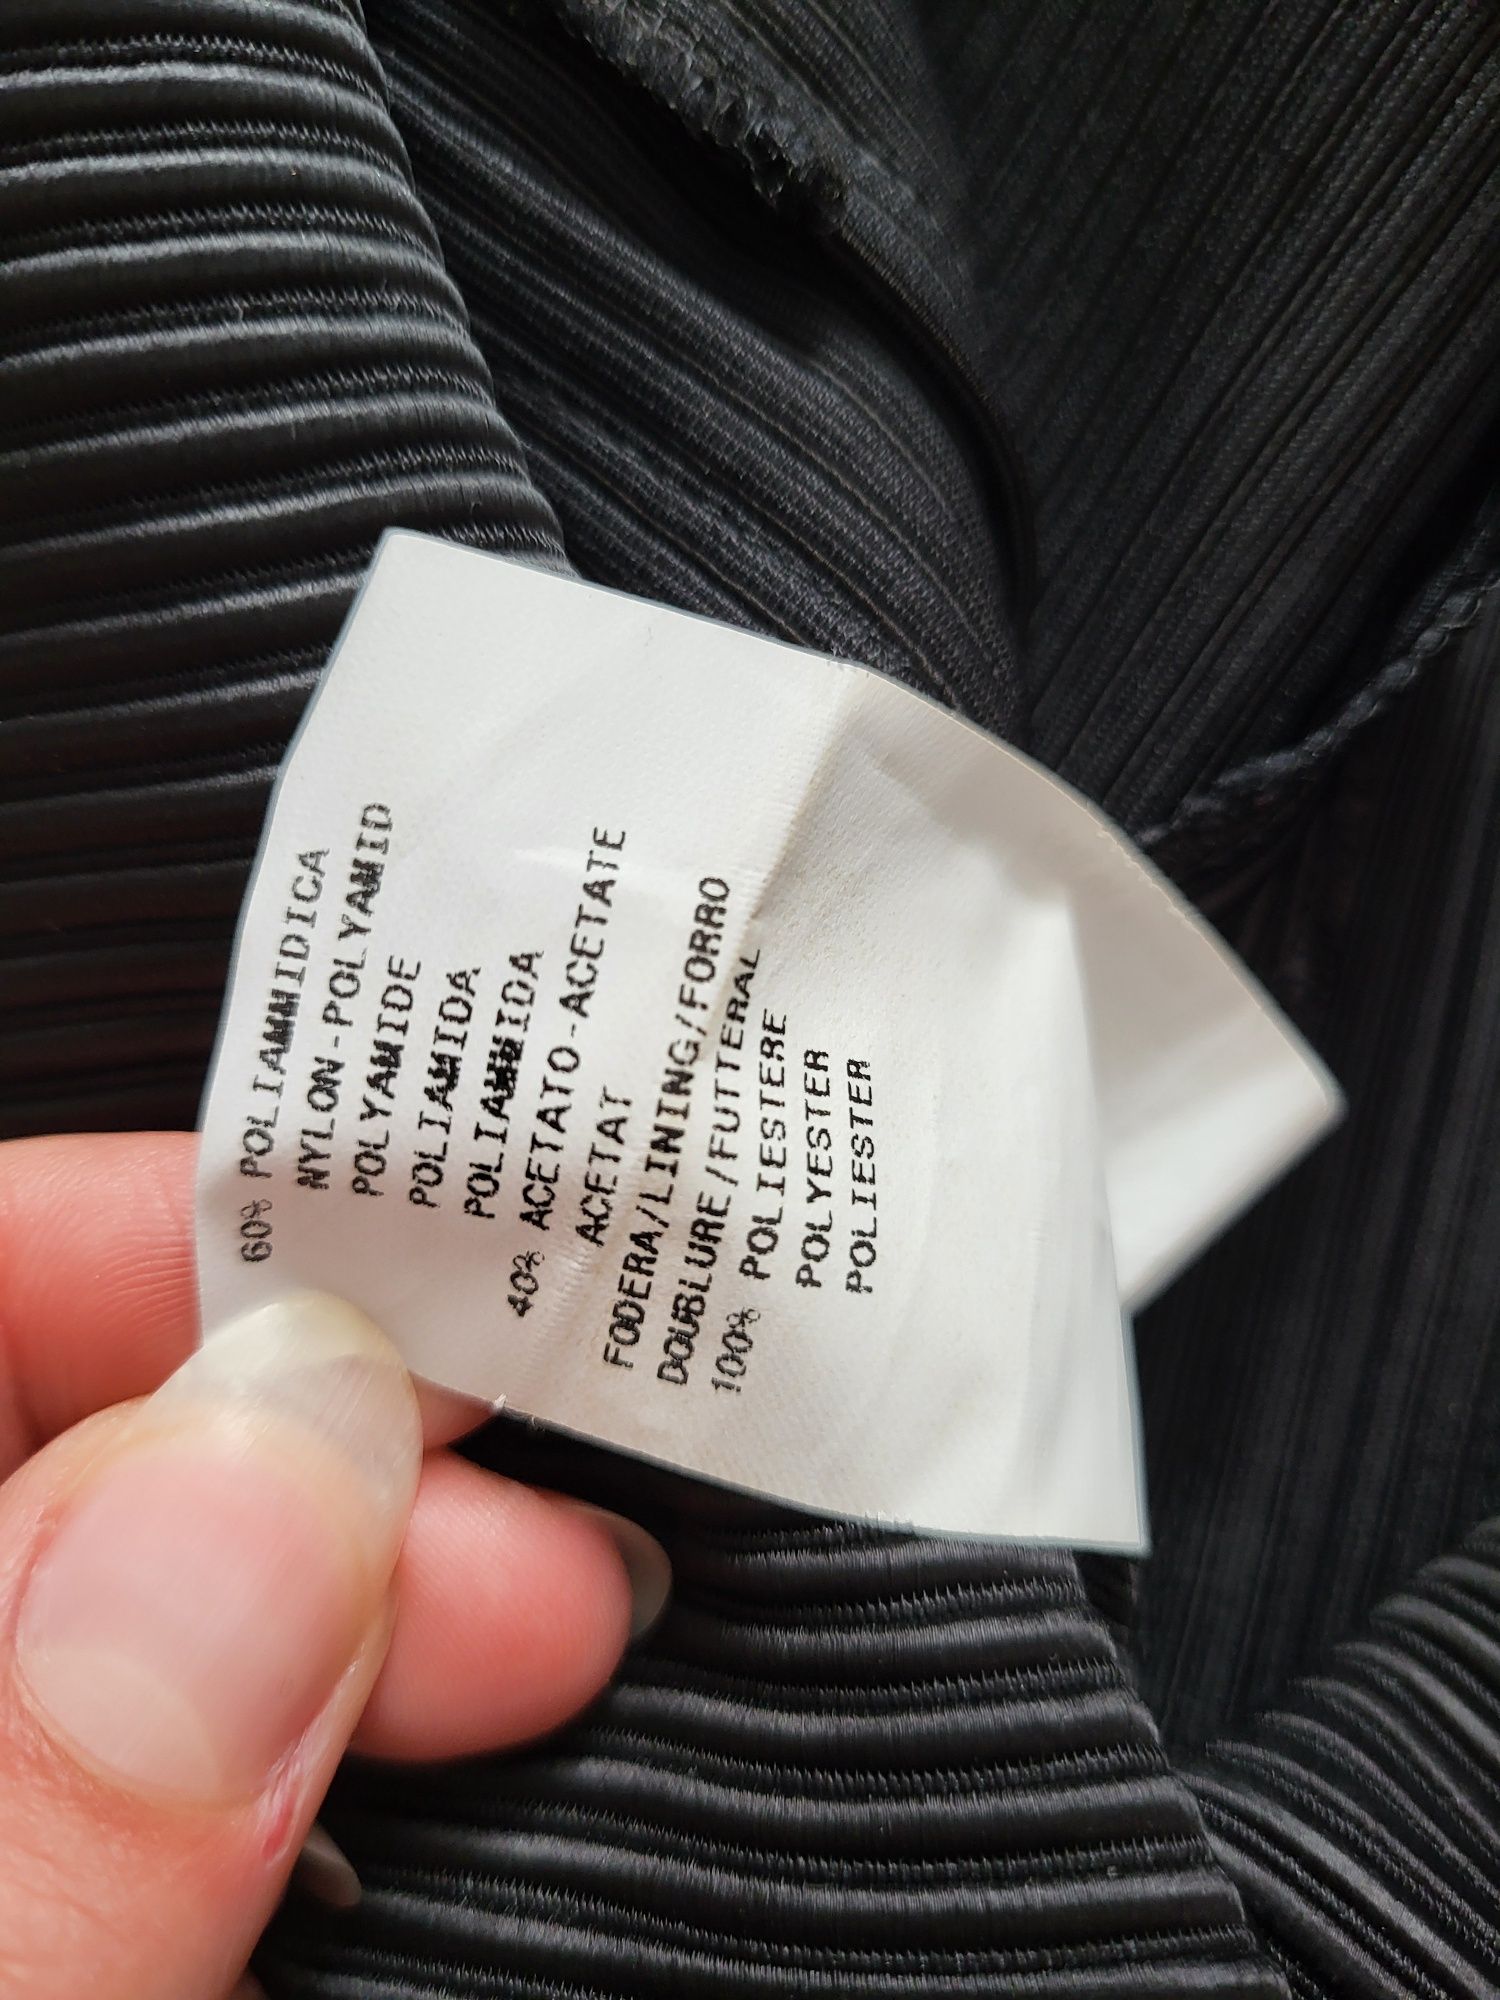 60% POLIAMMIDICA
NYLON-POLYAMID
POLYAMIDE
POLIAMIDA
POLIAMMIDA
40% ACETATO-ACETATE
ACETAT
FODERA/LINING/FORRO
DOUBLURE/FUTTERAL
100% POLIESTERE
POLYESTER
POLIESTER